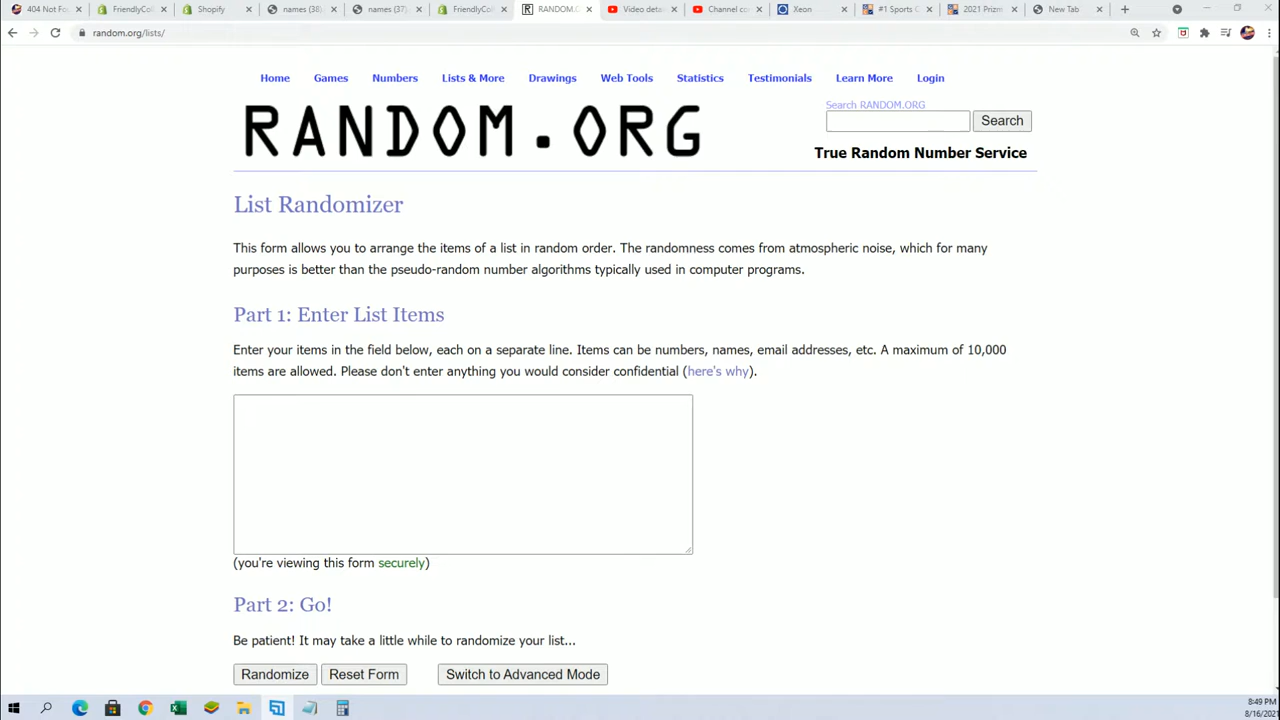 404 Not Fo
FriendlyColl
Shopify
names (38)
names (37)
FriendlyColl
RANDOM.O
Video detai
Channel co
Xeon
#1 Sports C
2021 Prizm
New Tab
random.org/lists/
Home Games Numbers Lists & More Drawings Web Tools Statistics Testimonials Learn More Login
RANDOM.ORG
Search RANDOM.ORG
Search
True Random Number Service
List Randomizer
This form allows you to arrange the items of a list in random order. The randomness comes from atmospheric noise, which for many
purposes is better than the pseudo-random number algorithms typically used in computer programs.
Part 1: Enter List Items
Enter your items in the field below, each on a separate line. Items can be numbers, names, email addresses, etc. A maximum of 10,000
items are allowed. Please don't enter anything you would consider confidential (here's why).
(you're viewing this form securely)
Part 2: Go!
Be patient! It may take a little while to randomize your list...
Randomize Reset Form Switch to Advanced Mode
8:49 PM
8/16/2021